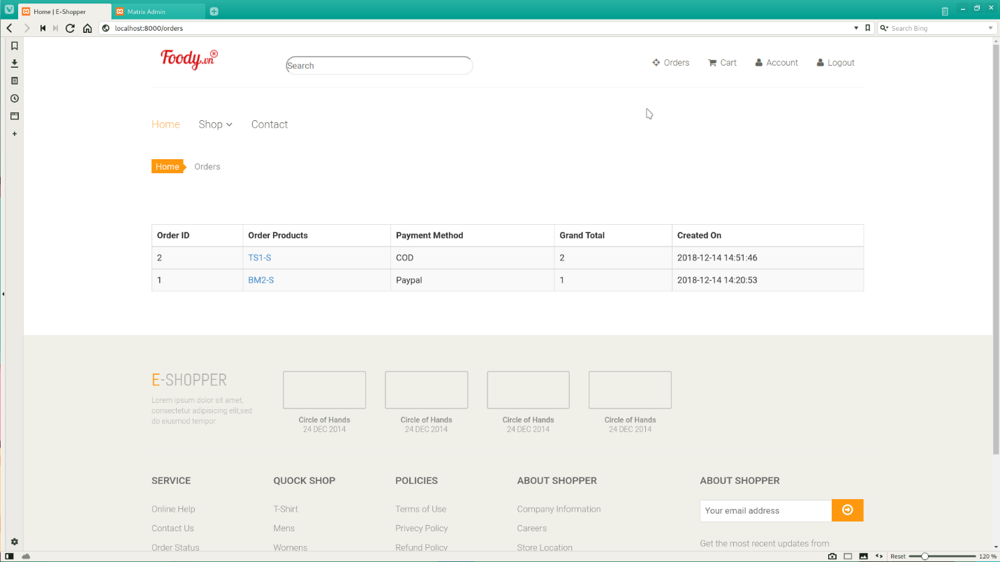 Home | E-Shopper
Matrix Admin
localhost:8000/orders
Search Bing
Foody.vn®
Search
Orders
Cart
Account
Logout
Home
Shop
Contact
Home
Orders
Order ID Order Products Payment Method Grand Total Created On
2 TS1-S COD 2 2018-12-14 14:51:46
1 BM2-S Paypal 1 2018-12-14 14:20:53
E-SHOPPER
Lorem ipsum dolor sit amet,
consectetur adipisicing elit,sed
do eiusmod tempor
Circle of Hands
24 DEC 2014
Circle of Hands
24 DEC 2014
Circle of Hands
24 DEC 2014
Circle of Hands
24 DEC 2014
SERVICE
Online Help
Contact Us
Order Status
QUOCK SHOP
T-Shirt
Mens
Womens
POLICIES
Terms of Use
Privecy Policy
Refund Policy
ABOUT SHOPPER
Company Information
Careers
Store Location
ABOUT SHOPPER
Your email address
Get the most recent updates from
Reset
120 %